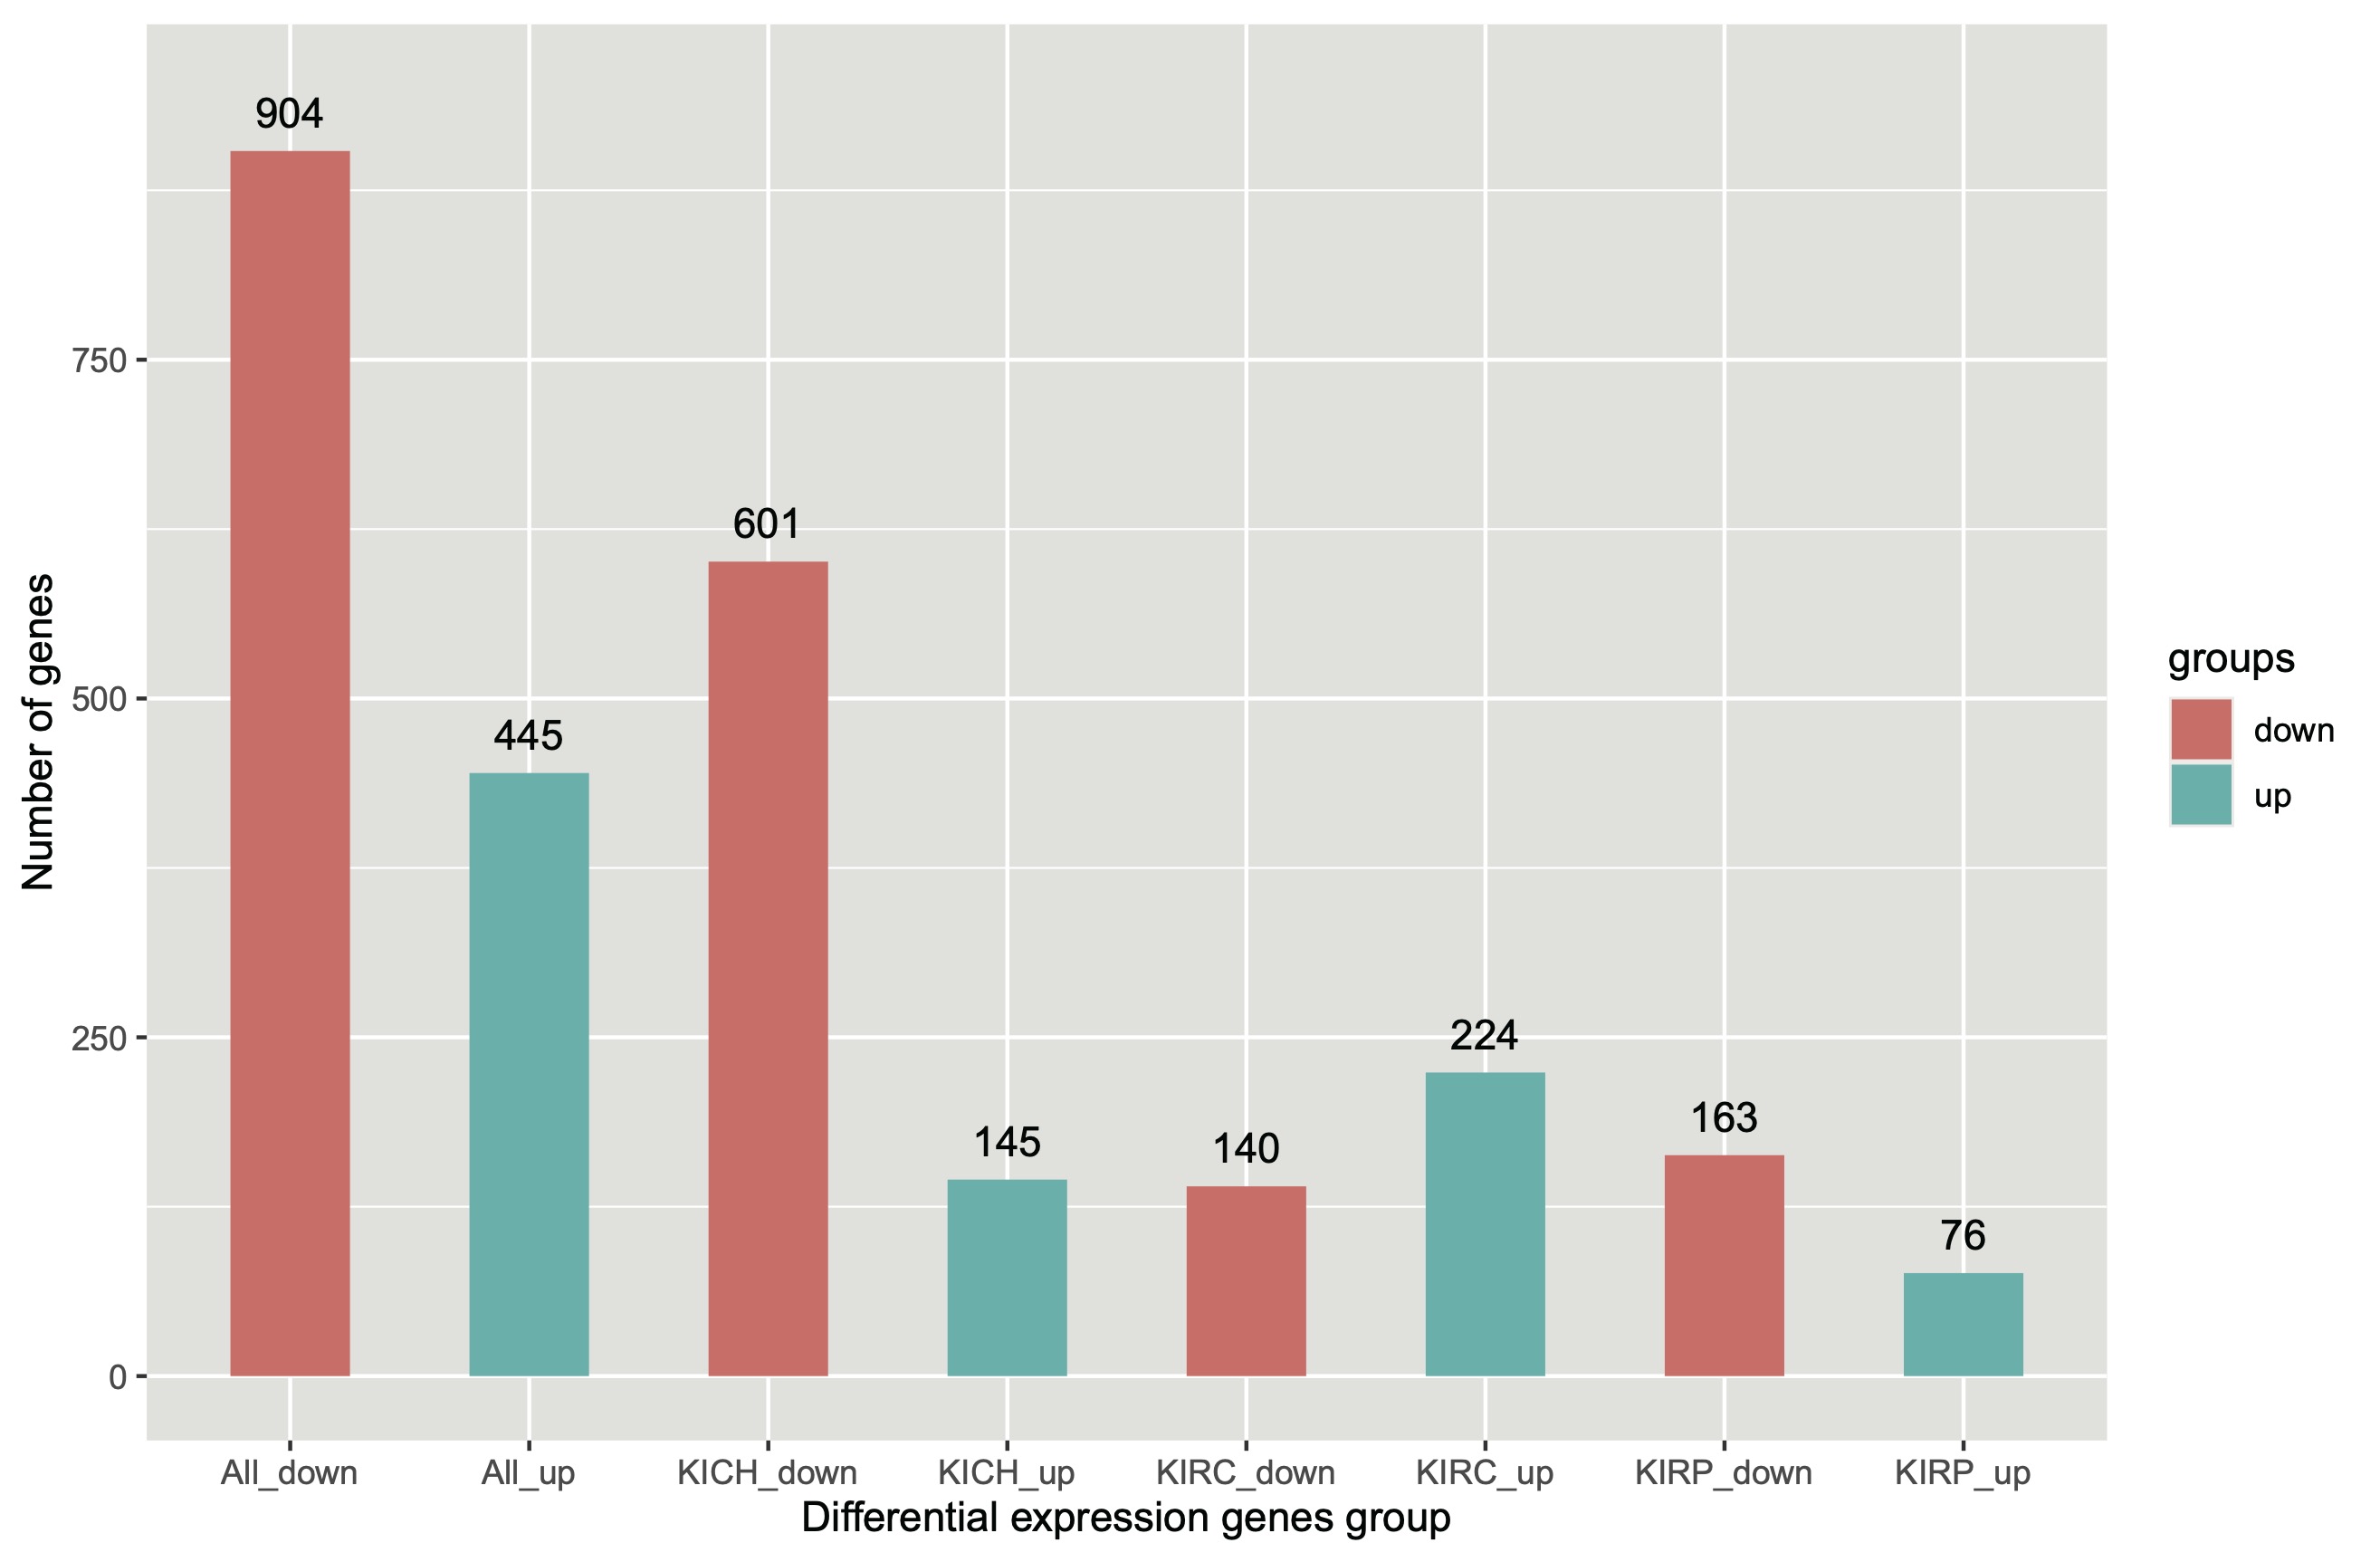 904
601
445
224
163
145
140
76
750
500
250
0
Number of genes
All_down
All_up
KICH_down
KICH_up
KIRC_down
KIRC_up
KIRP_down
KIRP_up
Differential expression genes group
groups
down
up